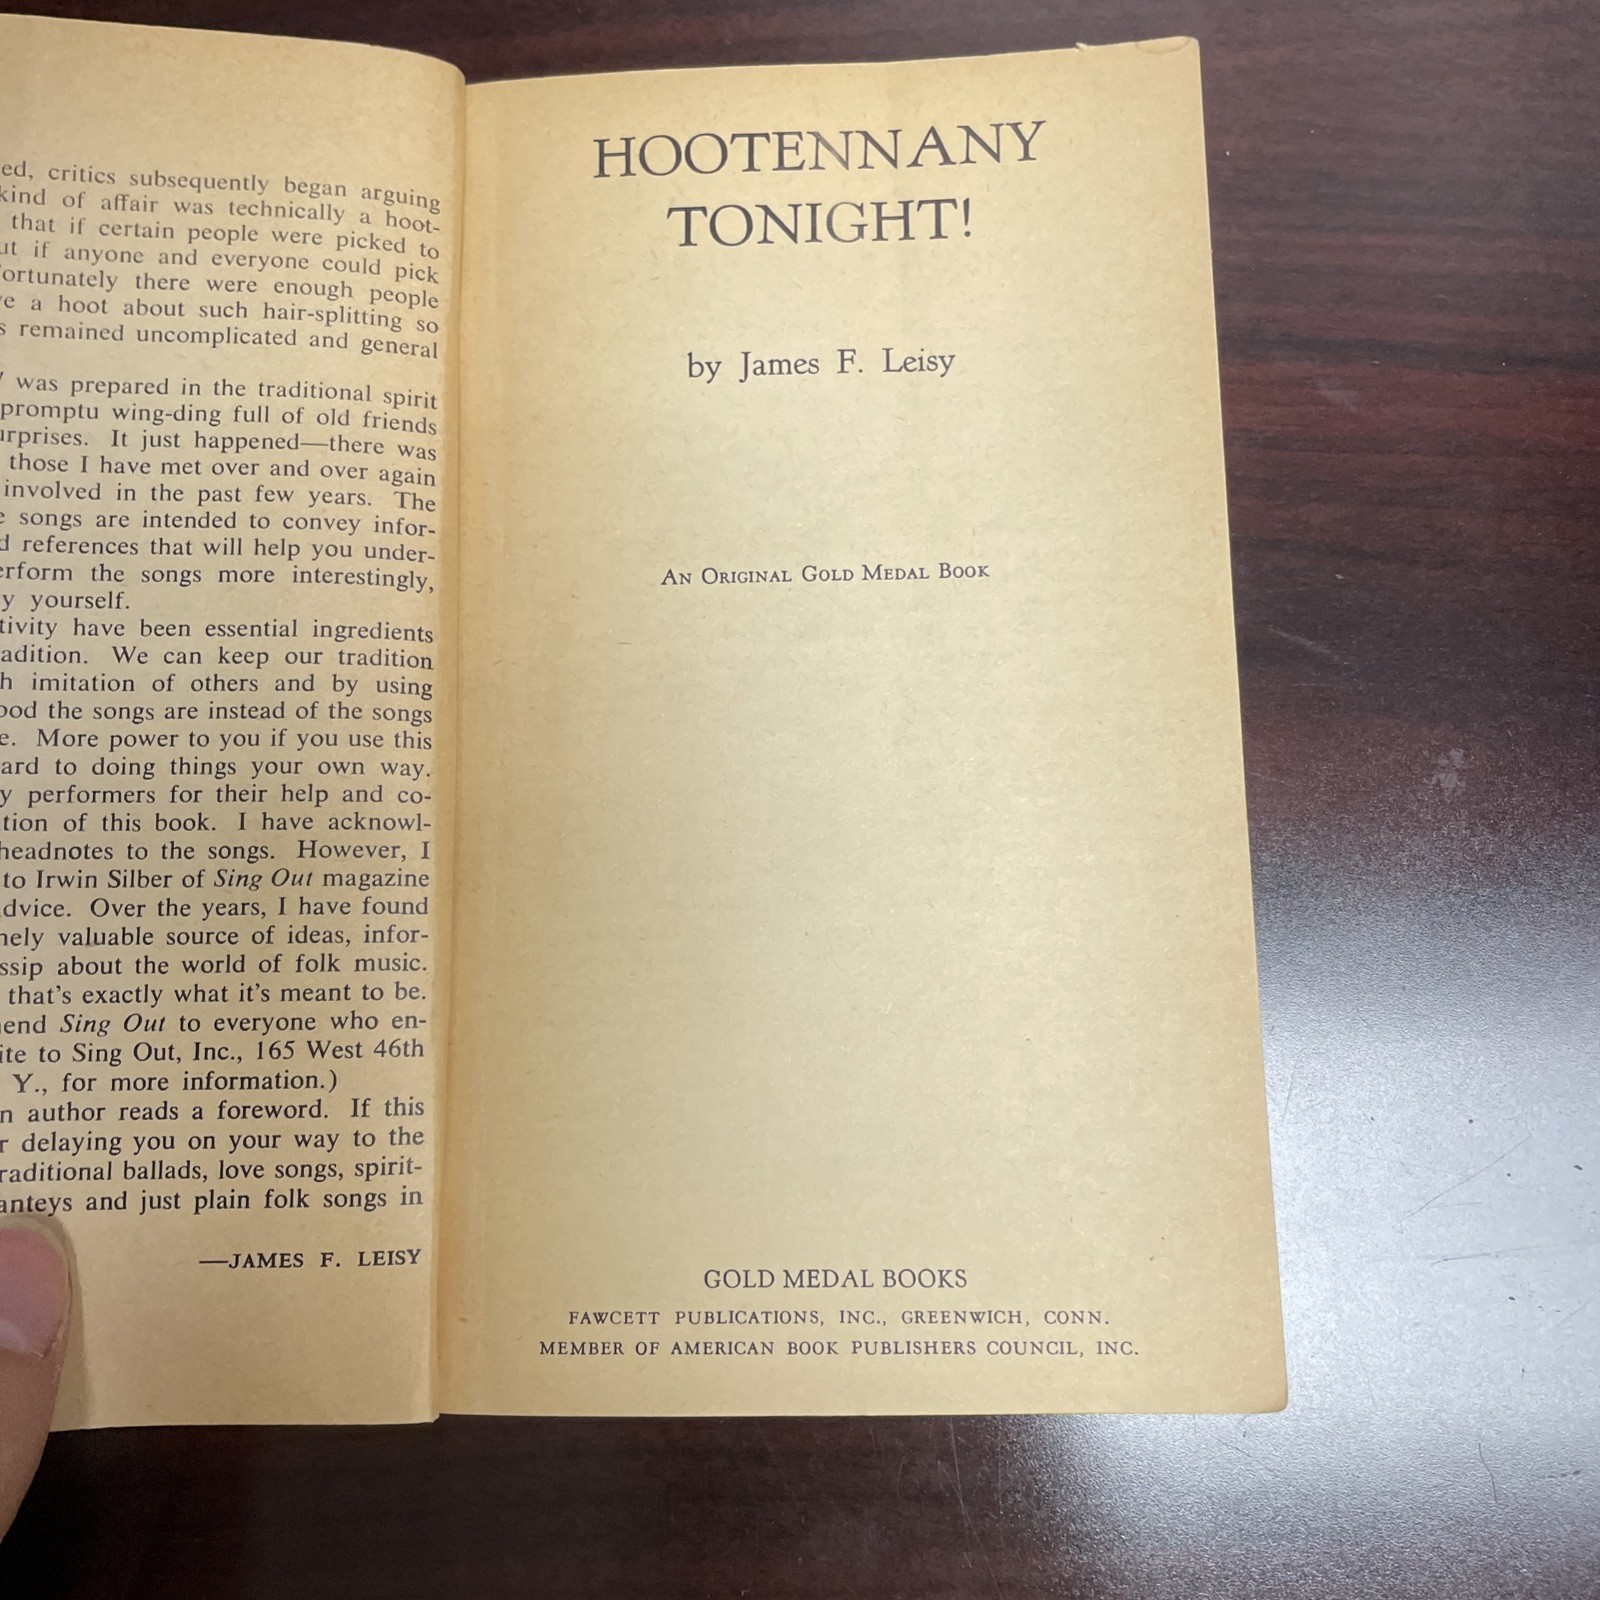 ed, critics subsequently began arguing
kind of affair was technically a hoot-
that if certain people were picked to
ut if anyone and everyone could pick
ortunately there were enough people
e a hoot about such hair-splitting so
s remained uncomplicated and general
" was prepared in the traditional spirit
promptu wing-ding full of old friends
urprises. It just happened—there was
those I have met over and over again
involved in the past few years. The
e songs are intended to convey infor-
d references that will help you under-
erform the songs more interestingly,
y yourself.
tivity have been essential ingredients
adition. We can keep our tradition
h imitation of others and by using
ood the songs are instead of the songs
e. More power to you if you use this
ard to doing things your own way.
y performers for their help and co-
tion of this book. I have acknowl-
headnotes to the songs. However, I
to Irwin Silber of Sing Out magazine
dvice. Over the years, I have found
nely valuable source of ideas, infor-
ssip about the world of folk music.
that's exactly what it's meant to be.
nend Sing Out to everyone who en-
ite to Sing Out, Inc., 165 West 46th
Y., for more information.)
n author reads a foreword. If this
r delaying you on your way to the
raditional ballads, love songs, spirit-
anteys and just plain folk songs in
—JAMES F. LEISY
HOOTENNANY
TONIGHT!
by James F. Leisy
AN ORIGINAL GOLD MEDAL BOOK
GOLD MEDAL BOOKS
FAWCETT PUBLICATIONS, INC., GREENWICH, CONN.
MEMBER OF AMERICAN BOOK PUBLISHERS COUNCIL, INC.